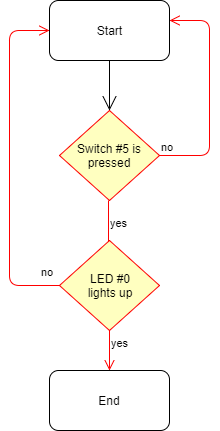 Start
Switch #5 is
pressed
no
yes
LED #0
lights up
no
yes
End